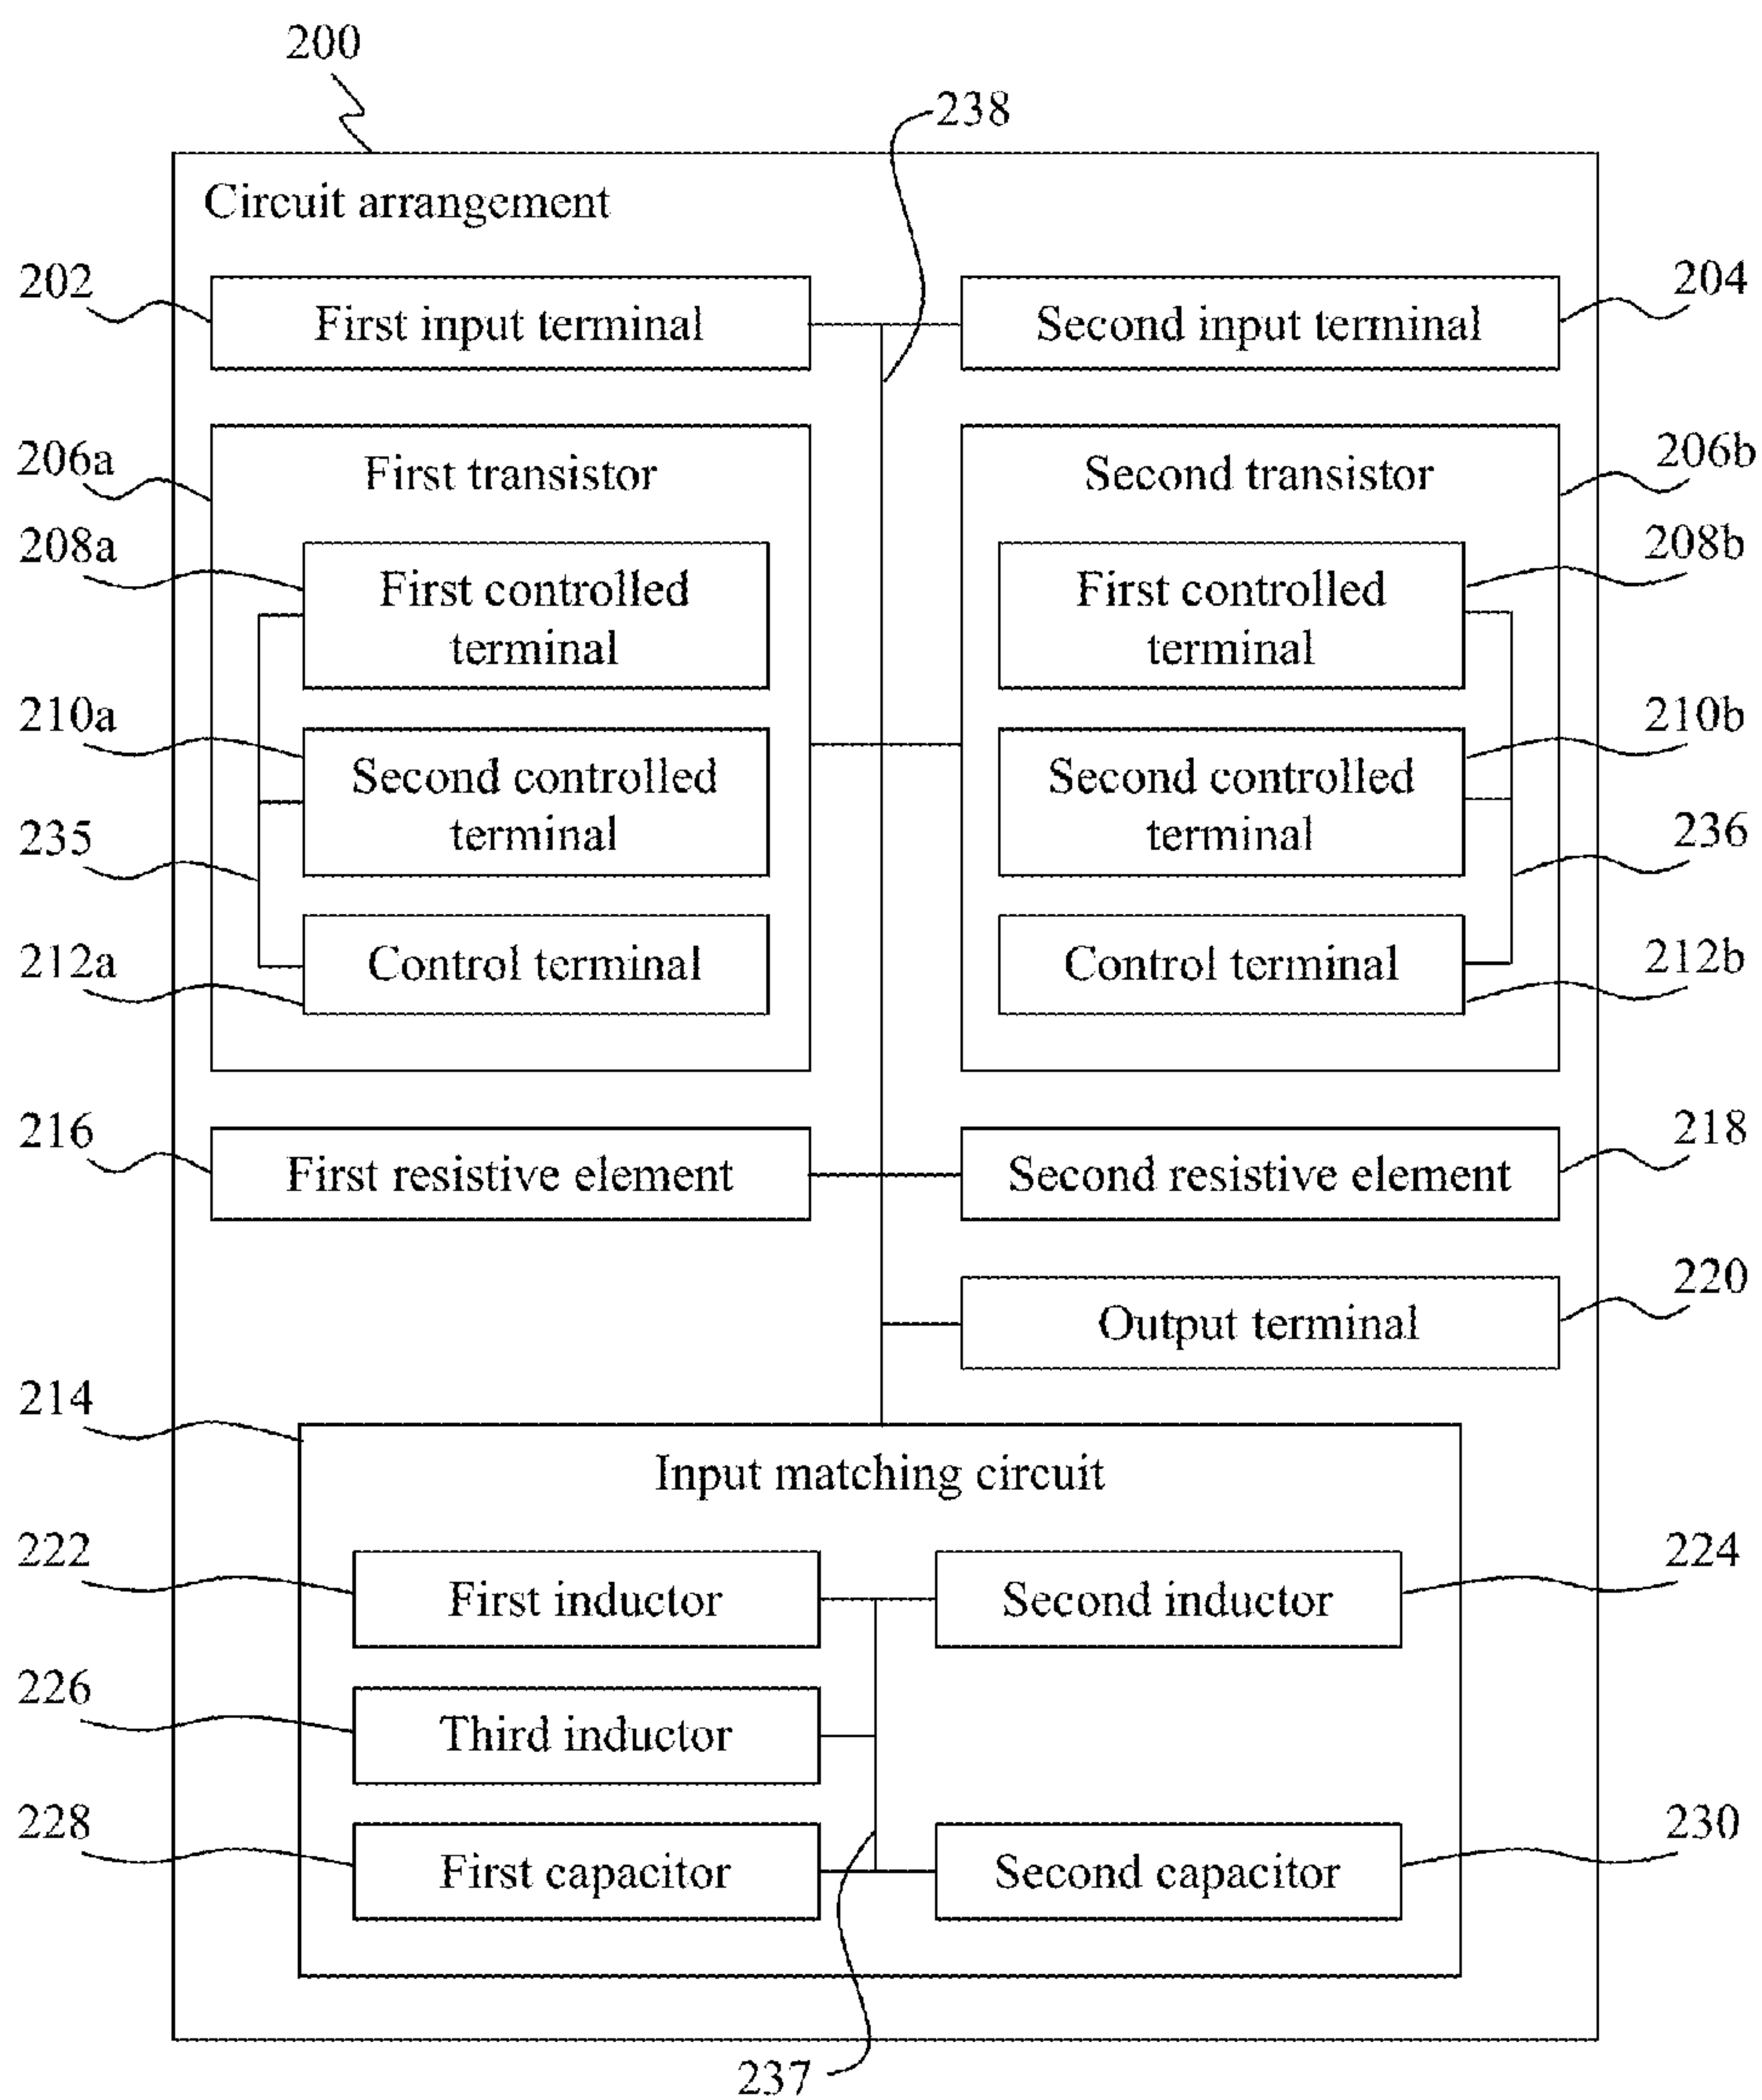 200
238
Circuit arrangement
202
First input terminal
Second input terminal
204
206a
First transistor
Second transistor
206b
208a
First controlled
terminal
First controlled
terminal
208b
210a
Second controlled
terminal
Second controlled
terminal
210b
235
236
212a
Control terminal
Control terminal
212b
216
First resistive element
Second resistive element
218
Output terminal
220
214
Input matching circuit
222
First inductor
Second inductor
224
226
Third inductor
228
First capacitor
Second capacitor
230
237